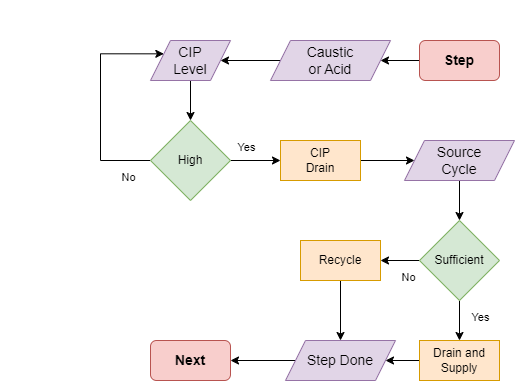 CIP
Level
Caustic
or Acid
Step
High
Yes
No
CIP
Drain
Source
Cycle
Recycle
Sufficient
No
Yes
Next
Step Done
Drain and
Supply